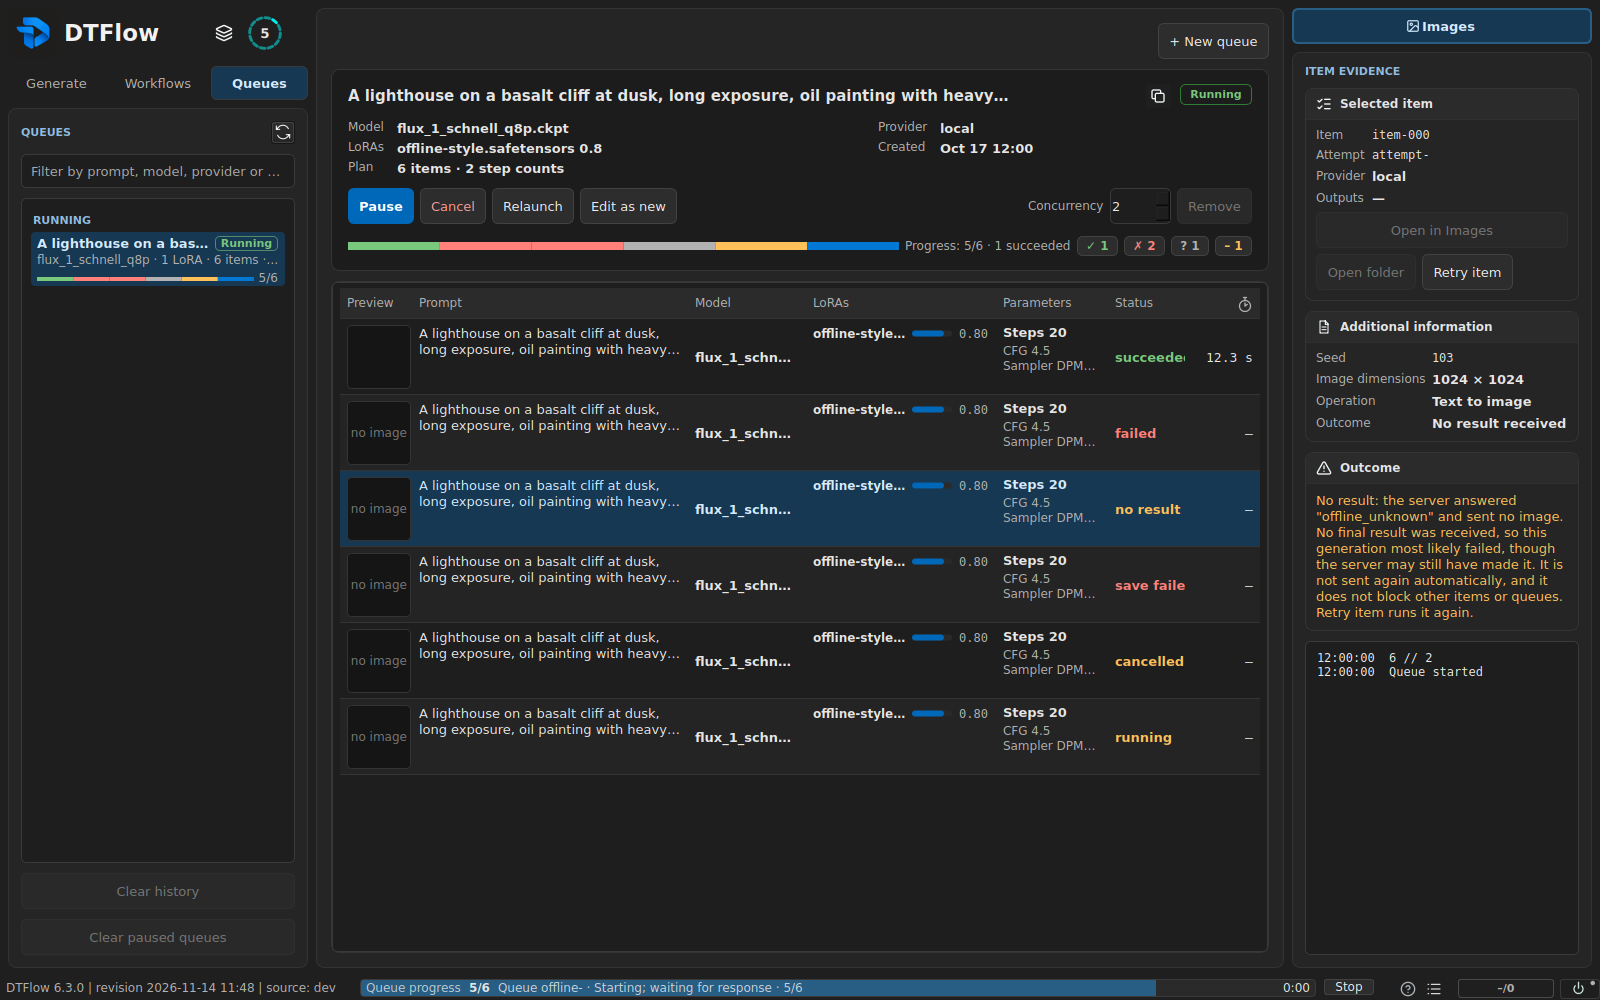 DTFlow
5
Generate
Workflows
Queues
QUEUES
Filter by prompt, model, provider or ...
RUNNING
A lighthouse on a bas... Running
flux_1_schnell_q8p · 1 LoRA · 6 items ·...
5/6
Clear history
Clear paused queues
+ New queue
A lighthouse on a basalt cliff at dusk, long exposure, oil painting with heavy...
Running
Model flux_1_schnell_q8p.ckpt
Provider local
LoRAs offline-style.safetensors 0.8
Created Oct 17 12:00
Plan 6 items · 2 step counts
Pause
Cancel
Relaunch
Edit as new
Concurrency 2
Remove
Progress: 5/6 · 1 succeeded
✓ 1
✗ 2
? 1
– 1
Preview Prompt Model LoRAs Parameters Status
A lighthouse on a basalt cliff at dusk,
long exposure, oil painting with heavy...
flux_1_schn...
offline-style... 0.80
Steps 20
CFG 4.5
Sampler DPM...
succeeded
12.3 s
no image
A lighthouse on a basalt cliff at dusk,
long exposure, oil painting with heavy...
flux_1_schn...
offline-style... 0.80
Steps 20
CFG 4.5
Sampler DPM...
failed
–
no image
A lighthouse on a basalt cliff at dusk,
long exposure, oil painting with heavy...
flux_1_schn...
offline-style... 0.80
Steps 20
CFG 4.5
Sampler DPM...
no result
–
no image
A lighthouse on a basalt cliff at dusk,
long exposure, oil painting with heavy...
flux_1_schn...
offline-style... 0.80
Steps 20
CFG 4.5
Sampler DPM...
save faile
–
no image
A lighthouse on a basalt cliff at dusk,
long exposure, oil painting with heavy...
flux_1_schn...
offline-style... 0.80
Steps 20
CFG 4.5
Sampler DPM...
cancelled
–
no image
A lighthouse on a basalt cliff at dusk,
long exposure, oil painting with heavy...
flux_1_schn...
offline-style... 0.80
Steps 20
CFG 4.5
Sampler DPM...
running
–
Images
ITEM EVIDENCE
Selected item
Item item-000
Attempt attempt-
Provider local
Outputs —
Open in Images
Open folder
Retry item
Additional information
Seed 103
Image dimensions 1024 × 1024
Operation Text to image
Outcome No result received
Outcome
No result: the server answered
"offline_unknown" and sent no image.
No final result was received, so this
generation most likely failed, though
the server may still have made it. It is
not sent again automatically, and it
does not block other items or queues.
Retry item runs it again.
12:00:00 6 // 2
12:00:00 Queue started
DTFlow 6.3.0 | revision 2026-11-14 11:48 | source: dev
Queue progress 5/6 Queue offline- · Starting; waiting for response · 5/6
0:00
Stop
–/0